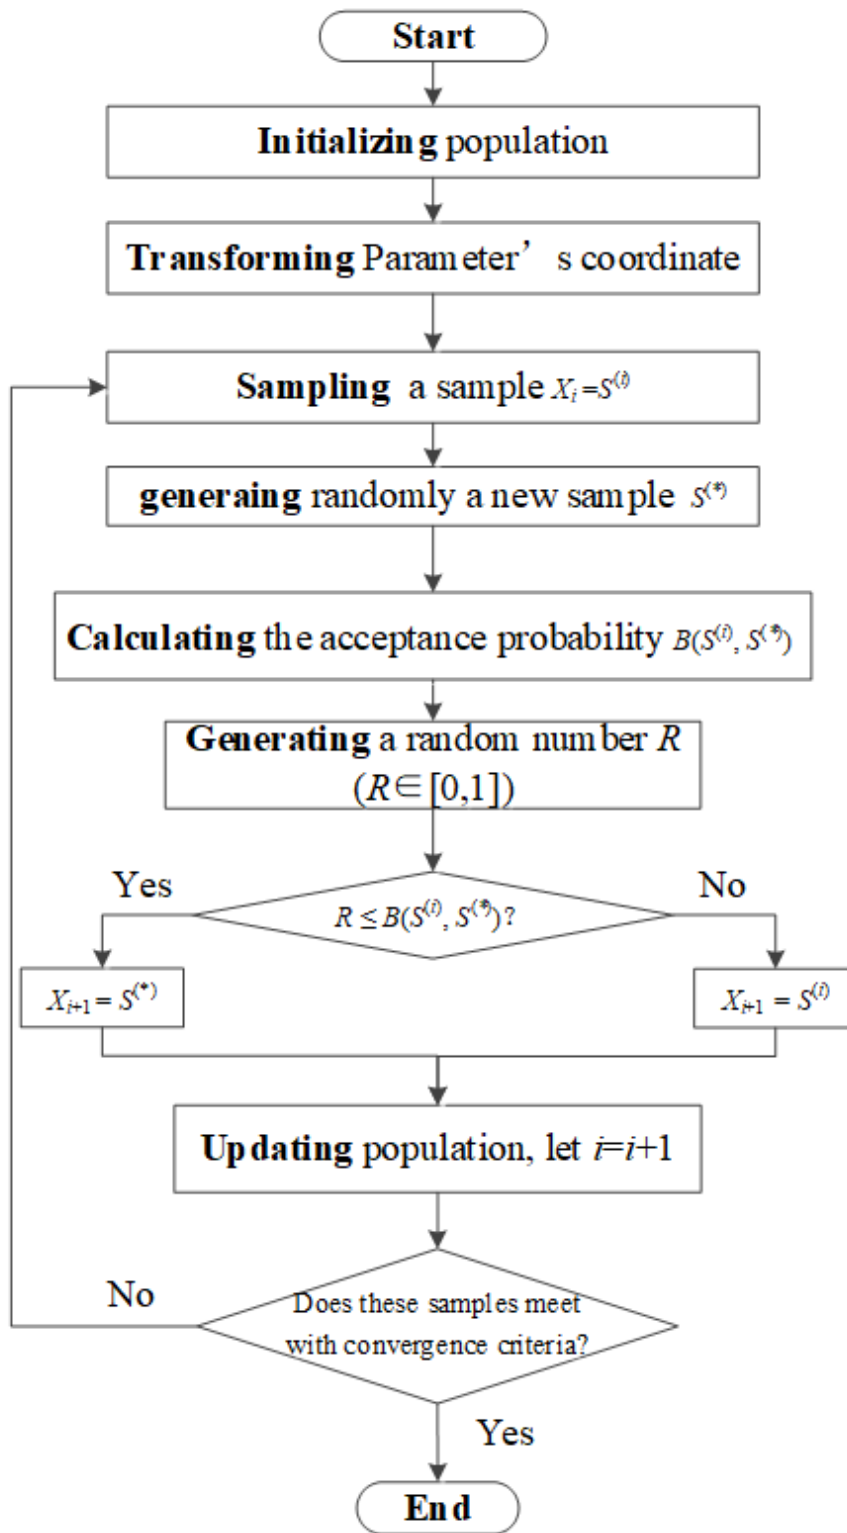 Start
Initializing population
Transforming Parameter’s coordinate
Sampling a sample Xᵢ=S⁽ⁱ⁾
generaing randomly a new sample S⁽*⁾
Calculating the acceptance probability B(S⁽ⁱ⁾, S⁽*⁾)
Generating a random number R
(R∈[0,1])
Yes
No
R ≤ B(S⁽ⁱ⁾, S⁽*⁾)?
Xᵢ₊₁ = S⁽*⁾
Xᵢ₊₁ = S⁽ⁱ⁾
Updating population, let i=i+1
No
Does these samples meet
with convergence criteria?
Yes
End